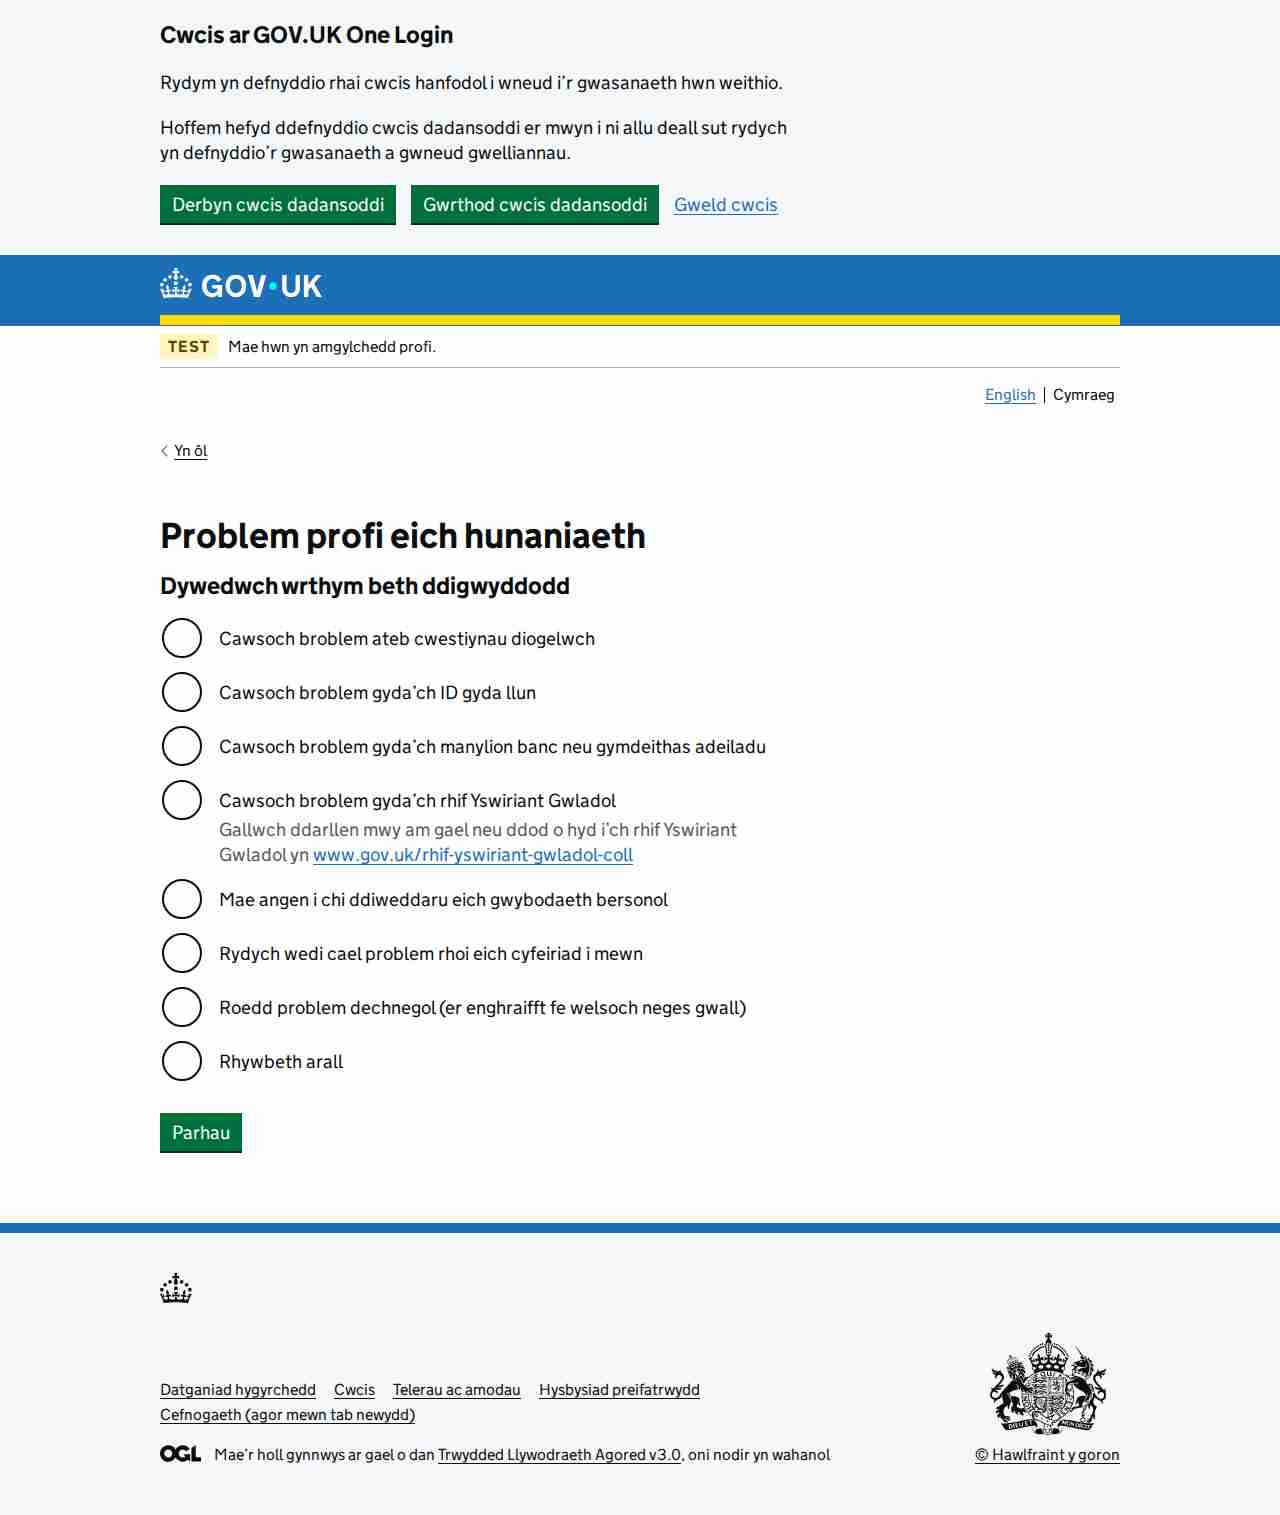 Cwcis ar GOV.UK One Login
Rydym yn defnyddio rhai cwcis hanfodol i wneud i’r gwasanaeth hwn weithio.
Hoffem hefyd ddefnyddio cwcis dadansoddi er mwyn i ni allu deall sut rydych
yn defnyddio’r gwasanaeth a gwneud gwelliannau.
Derbyn cwcis dadansoddi Gwrthod cwcis dadansoddi Gweld cwcis
GOV·UK
TEST Mae hwn yn amgylchedd profi.
English Cymraeg
Yn ôl
Problem profi eich hunaniaeth
Dywedwch wrthym beth ddigwyddodd
Cawsoch broblem ateb cwestiynau diogelwch
Cawsoch broblem gyda’ch ID gyda llun
Cawsoch broblem gyda’ch manylion banc neu gymdeithas adeiladu
Cawsoch broblem gyda’ch rhif Yswiriant Gwladol
Gallwch ddarllen mwy am gael neu ddod o hyd i’ch rhif Yswiriant
Gwladol yn www.gov.uk/rhif-yswiriant-gwladol-coll
Mae angen i chi ddiweddaru eich gwybodaeth bersonol
Rydych wedi cael problem rhoi eich cyfeiriad i mewn
Roedd problem dechnegol (er enghraifft fe welsoch neges gwall)
Rhywbeth arall
Parhau
Datganiad hygyrchedd Cwcis Telerau ac amodau Hysbysiad preifatrwydd
Cefnogaeth (agor mewn tab newydd)
OGL Mae’r holl gynnwys ar gael o dan Trwydded Llywodraeth Agored v3.0, oni nodir yn wahanol
© Hawlfraint y goron